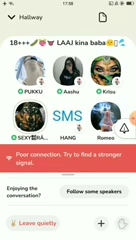 17:58
Hallway
18+++🍆🍑👅 LAAJ kina baba😁🍌💦
PUKKU
Aashu
Krisu
SMS
SEXY
HANG
Romeo
Poor connection. Try to find a stronger
signal.
Enjoying the
conversation?
Follow some speakers
✌️ Leave quietly